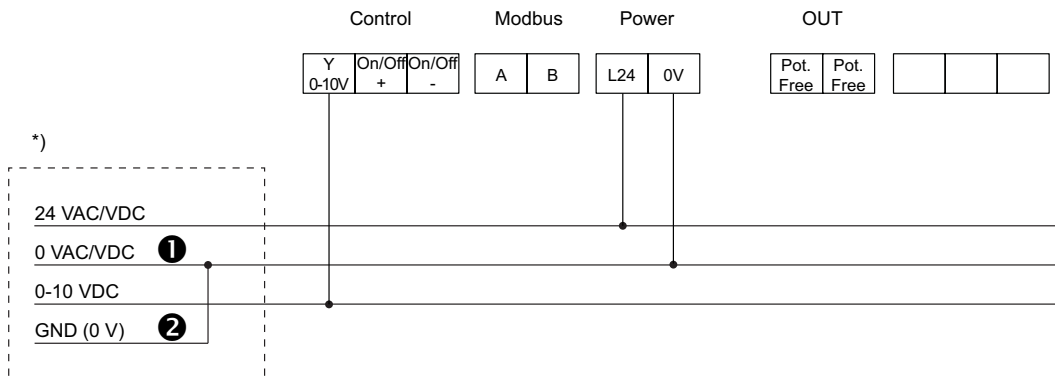 Control Modbus Power OUT
Y On/Off On/Off Pot. Pot.
0-10V + - A B L24 0V Free Free
*)
24 VAC/VDC
0 VAC/VDC ❶
0-10 VDC
GND (0 V) ❷